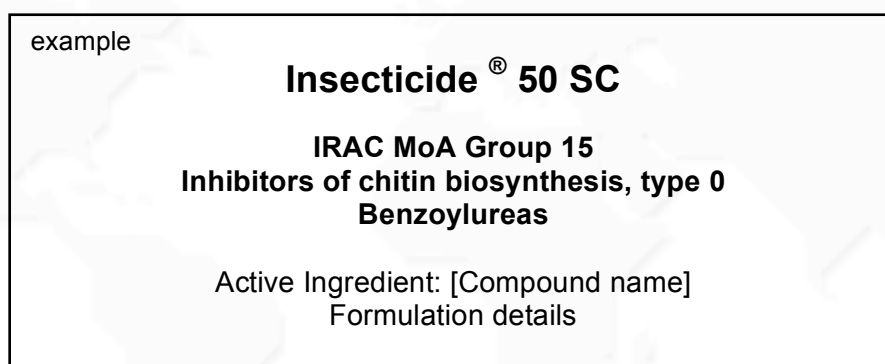 example
Insecticide ® 50 SC
IRAC MoA Group 15
Inhibitors of chitin biosynthesis, type 0
Benzoylureas
Active Ingredient: [Compound name]
Formulation details